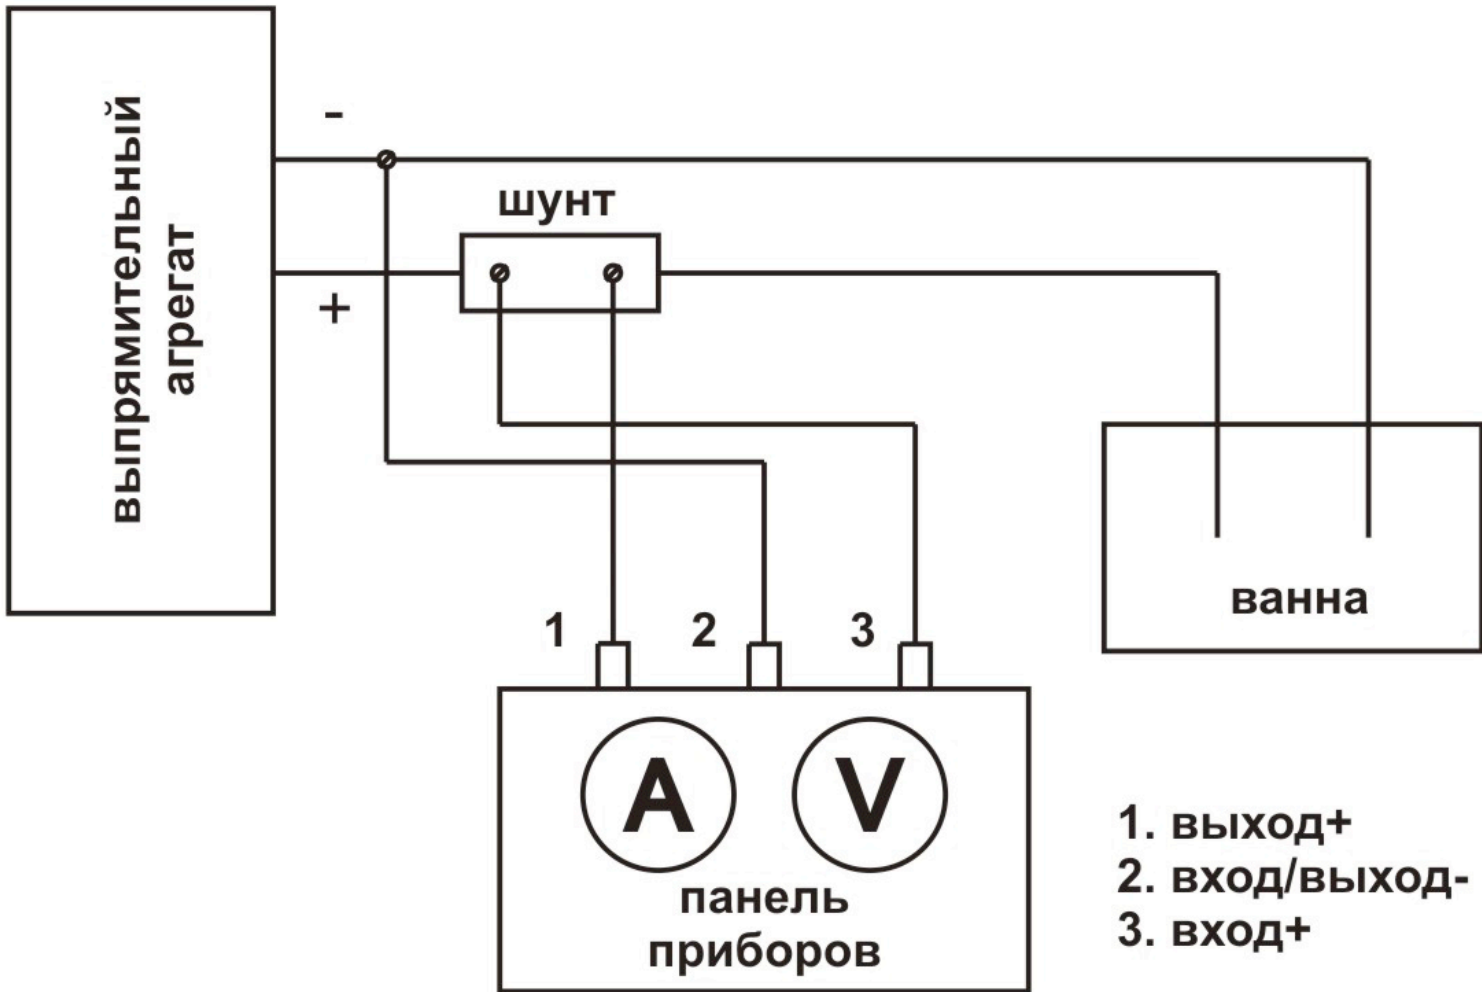 выпрямительный
агрегат
-
+
шунт
ванна
1
2
3
A
V
панель
приборов
1. выход+
2. вход/выход-
3. вход+